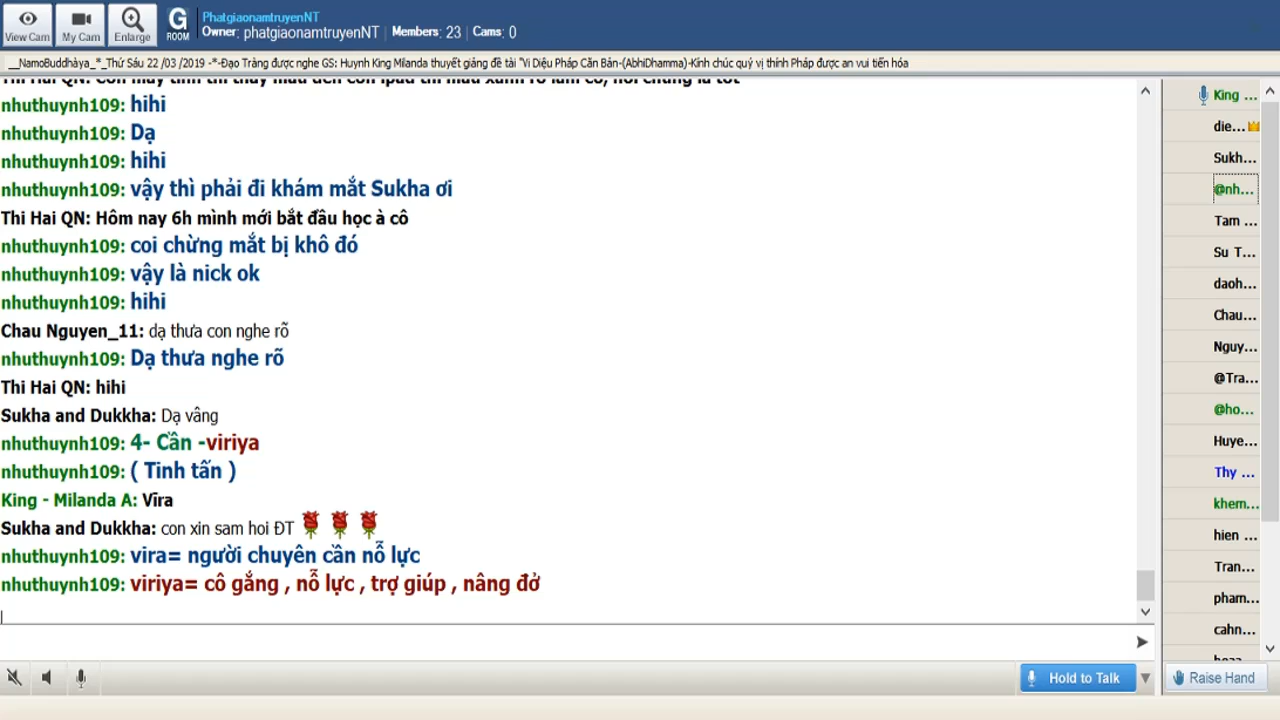 PhatgiaonamtruyenNT
View Cam
My Cam
Enlarge
G
ROOM
Owner: phatgiaonamtruyenNT | Members: 23 | Cams: 0
__NamoBuddhàya_*_Thứ Sáu 22 /03 /2019 -*-Đạo Tràng được nghe GS: Huynh King Milanda thuyết giảng đề tài "Vi Diệu Pháp Căn Bản-(AbhiDhamma)-Kính chúc quý vị thính Pháp được an vui tiến hóa
nhuthuynh109: hihi
nhuthuynh109: Dạ
nhuthuynh109: hihi
nhuthuynh109: vậy thì phải đi khám mắt Sukha ơi
Thi Hai QN: Hôm nay 6h mình mới bắt đầu học à cô
nhuthuynh109: coi chừng mắt bị khô đó
nhuthuynh109: vậy là nick ok
nhuthuynh109: hihi
Chau Nguyen_11: dạ thưa con nghe rõ
nhuthuynh109: Dạ thưa nghe rõ
Thi Hai QN: hihi
Sukha and Dukkha: Dạ vâng
nhuthuynh109: 4- Cần -viriya
nhuthuynh109: ( Tinh tấn )
King - Milanda A: Vīra
Sukha and Dukkha: con xin sam hoi ĐT
nhuthuynh109: vira= người chuyên cần nỗ lực
nhuthuynh109: viriya= cô gắng , nỗ lực , trợ giúp , nâng đở
King ...
die...
Sukh...
@nh...
Tam ...
Su T...
daoh...
Chau...
Nguy...
@Tra...
@ho...
Huye...
Thy ...
khem...
hien ...
Tran...
pham...
cahn...
Hold to Talk
Raise Hand